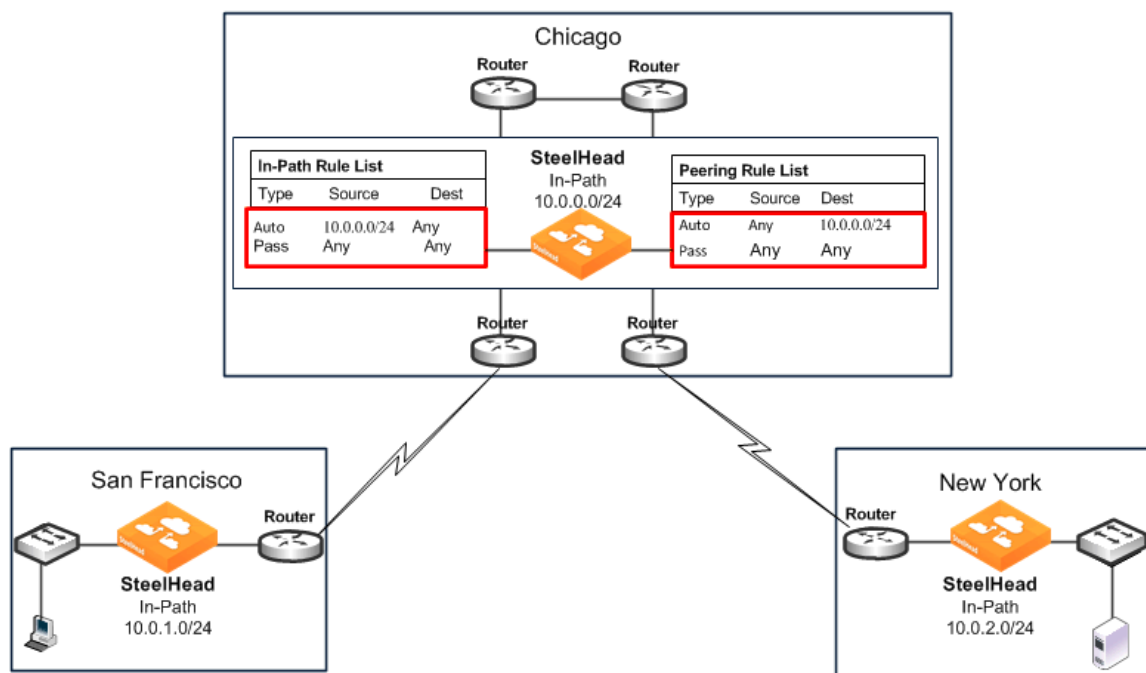 Chicago
Router
Router
In-Path Rule List
Type Source Dest
Auto 10.0.0.0/24 Any
Pass Any Any
SteelHead
In-Path
10.0.0.0/24
SteelHead
Peering Rule List
Type Source Dest
Auto Any 10.0.0.0/24
Pass Any Any
Router
Router
San Francisco
Router
SteelHead
SteelHead
In-Path
10.0.1.0/24
New York
Router
SteelHead
SteelHead
In-Path
10.0.2.0/24